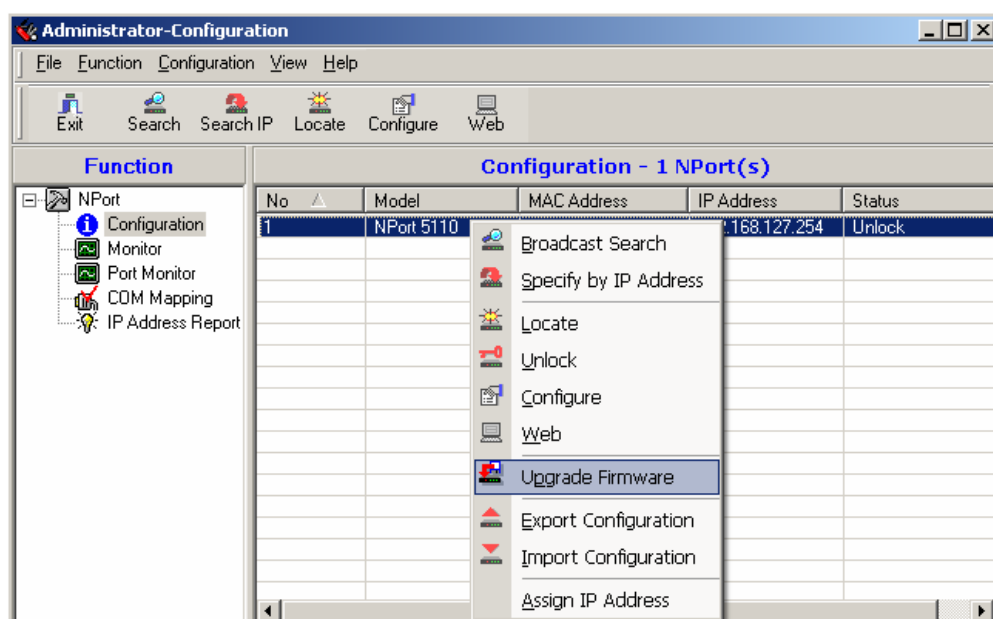 Administrator-Configuration
File Function Configuration View Help
Exit Search Search IP Locate Configure Web
Function
NPort
Configuration
Monitor
Port Monitor
COM Mapping
IP Address Report
Configuration - 1 NPort(s)
No Model MAC Address IP Address Status
1 NPort 5110 .168.127.254 Unlock
Broadcast Search
Specify by IP Address
Locate
Unlock
Configure
Web
Upgrade Firmware
Export Configuration
Import Configuration
Assign IP Address